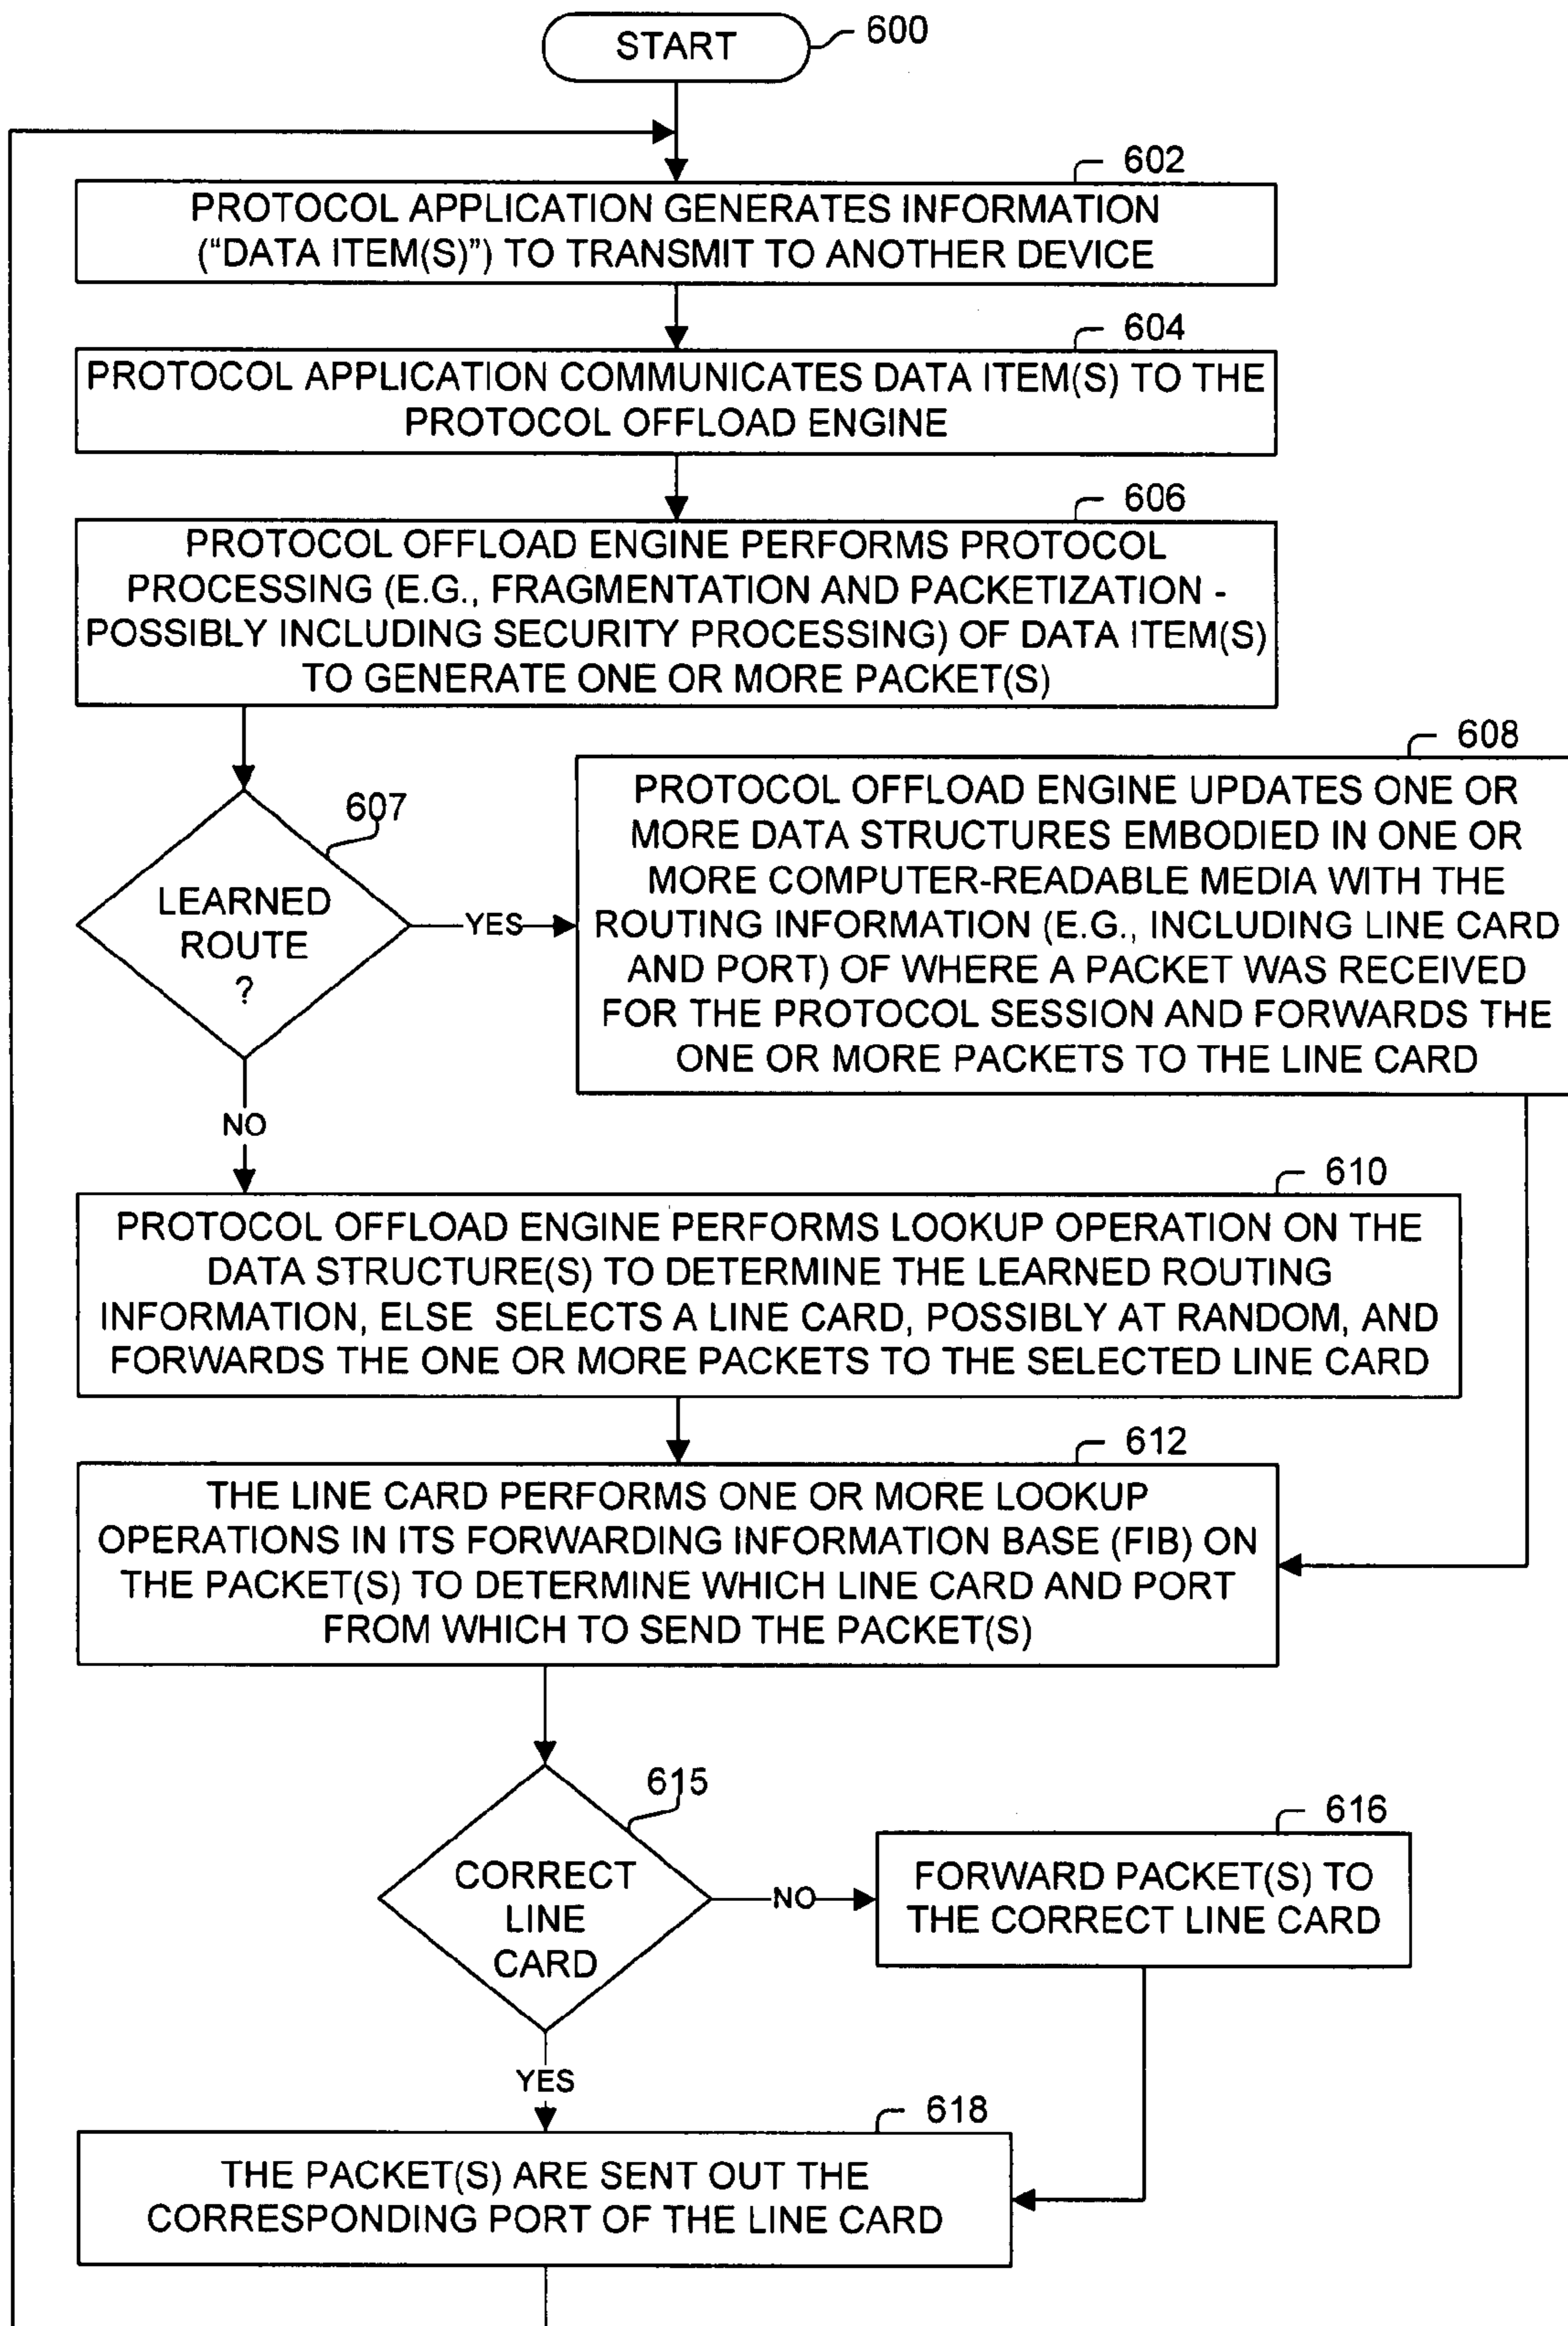 START
600
602
PROTOCOL APPLICATION GENERATES INFORMATION
(“DATA ITEM(S)”) TO TRANSMIT TO ANOTHER DEVICE
604
PROTOCOL APPLICATION COMMUNICATES DATA ITEM(S) TO THE
PROTOCOL OFFLOAD ENGINE
606
PROTOCOL OFFLOAD ENGINE PERFORMS PROTOCOL
PROCESSING (E.G., FRAGMENTATION AND PACKETIZATION -
POSSIBLY INCLUDING SECURITY PROCESSING) OF DATA ITEM(S)
TO GENERATE ONE OR MORE PACKET(S)
607
LEARNED
ROUTE
?
YES
608
PROTOCOL OFFLOAD ENGINE UPDATES ONE OR
MORE DATA STRUCTURES EMBODIED IN ONE OR
MORE COMPUTER-READABLE MEDIA WITH THE
ROUTING INFORMATION (E.G., INCLUDING LINE CARD
AND PORT) OF WHERE A PACKET WAS RECEIVED
FOR THE PROTOCOL SESSION AND FORWARDS THE
ONE OR MORE PACKETS TO THE LINE CARD
NO
610
PROTOCOL OFFLOAD ENGINE PERFORMS LOOKUP OPERATION ON THE
DATA STRUCTURE(S) TO DETERMINE THE LEARNED ROUTING
INFORMATION, ELSE SELECTS A LINE CARD, POSSIBLY AT RANDOM, AND
FORWARDS THE ONE OR MORE PACKETS TO THE SELECTED LINE CARD
612
THE LINE CARD PERFORMS ONE OR MORE LOOKUP
OPERATIONS IN ITS FORWARDING INFORMATION BASE (FIB) ON
THE PACKET(S) TO DETERMINE WHICH LINE CARD AND PORT
FROM WHICH TO SEND THE PACKET(S)
615
CORRECT
LINE
CARD
NO
616
FORWARD PACKET(S) TO
THE CORRECT LINE CARD
YES
618
THE PACKET(S) ARE SENT OUT THE
CORRESPONDING PORT OF THE LINE CARD